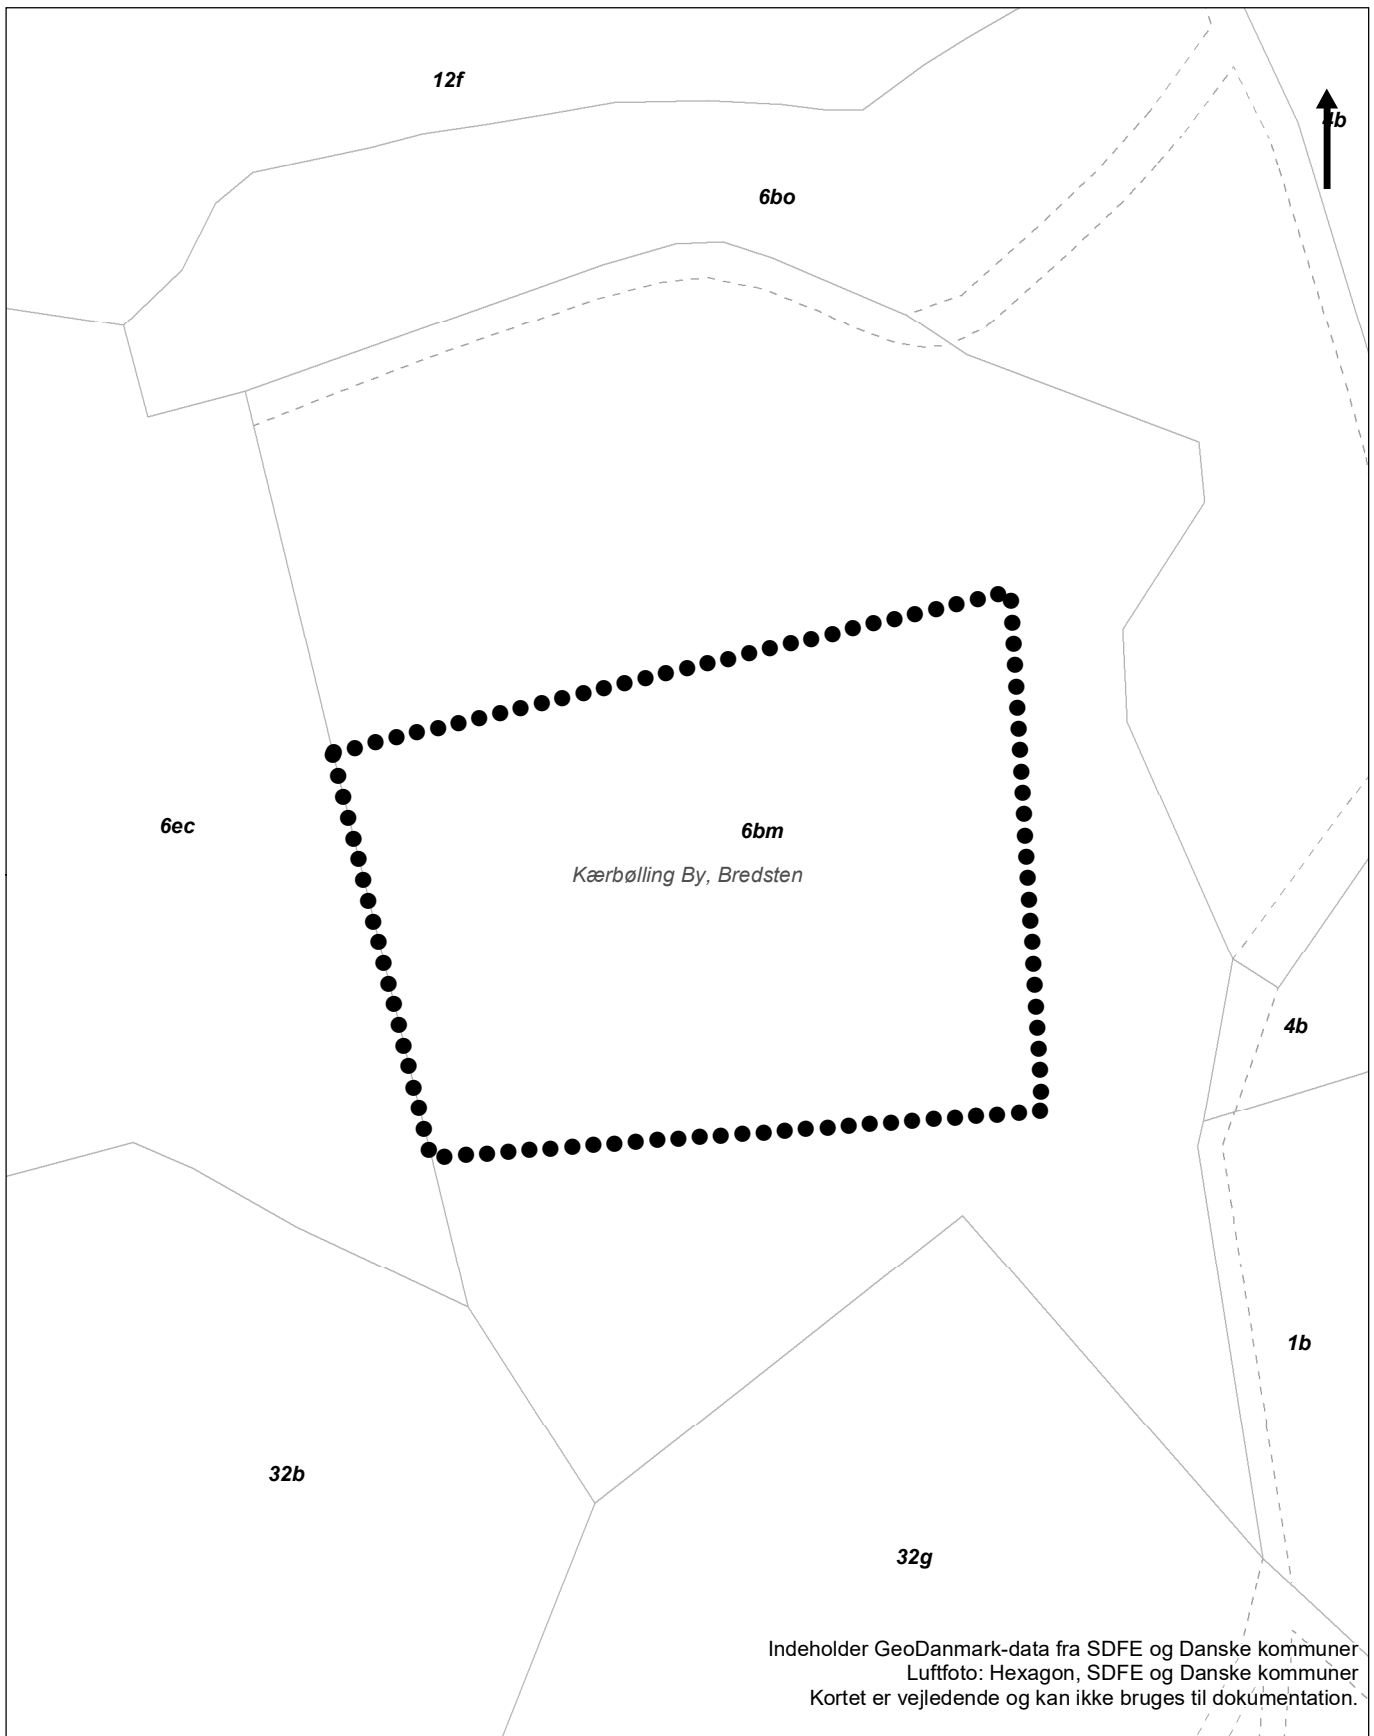 12f
4b
6bo
6ec
6bm
Kærbølling By, Bredsten
4b
1b
32b
32g
Indeholder GeoDanmark-data fra SDFE og Danske kommuner
Luftfoto: Hexagon, SDFE og Danske kommuner
Kortet er vejledende og kan ikke bruges til dokumentation.